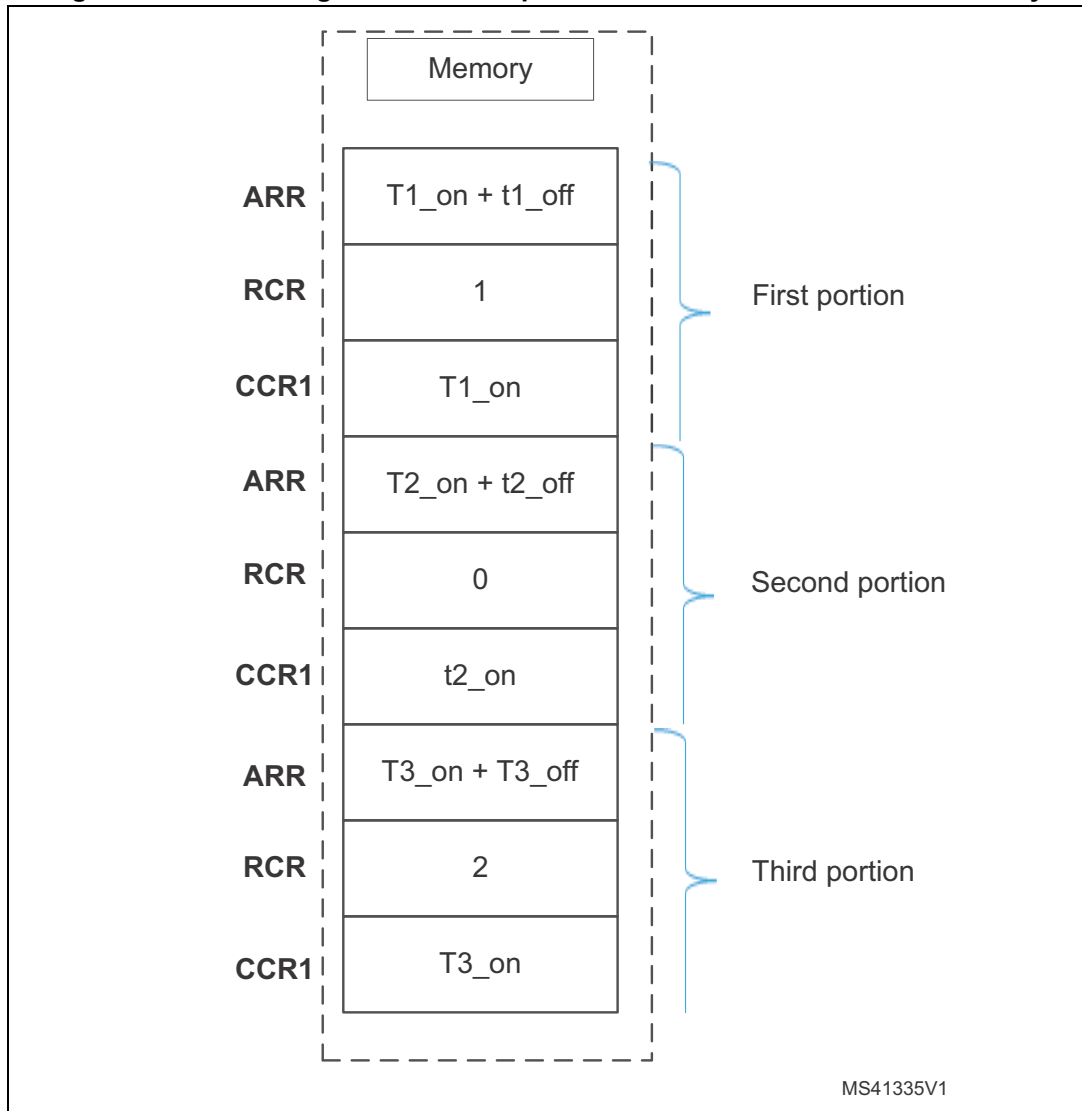 Memory
ARR T1_on + t1_off
RCR 1 First portion
CCR1 T1_on
ARR T2_on + t2_off
RCR 0 Second portion
CCR1 t2_on
ARR T3_on + T3_off
RCR 2 Third portion
CCR1 T3_on
MS41335V1